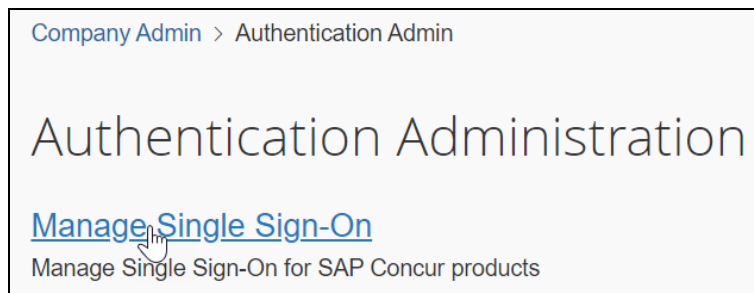 Company Admin > Authentication Admin
Authentication Administration
Manage Single Sign-On
Manage Single Sign-On for SAP Concur products